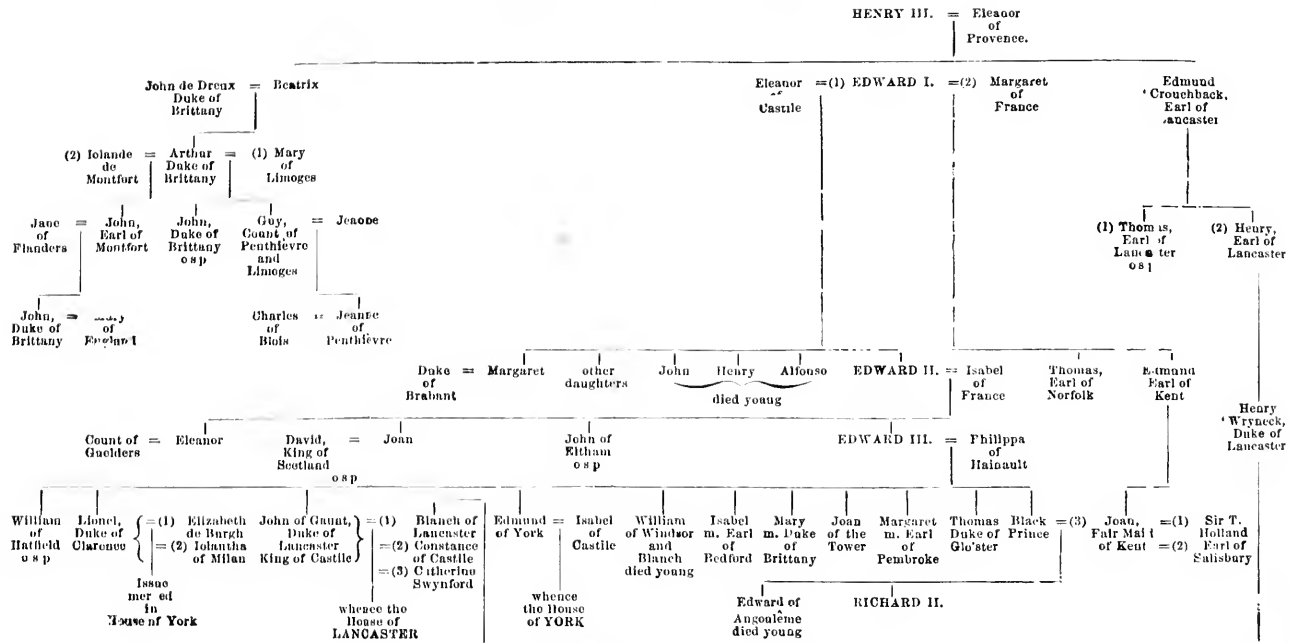 HENRY III. = Eleanor
of
Provence.
John de Dreux = Beatrix
Duke of
Brittany
Eleanor =(1) EDWARD I. =(2) Margaret
Castile
of
France
Edmund
'Crouchback,
Earl of
Lancaster
(2) Iolande = Arthur = (1) Mary
de
Montfort
Duke of
Brittany
of
Limoges
Jane = John,
of
Flanders
Earl of
Montfort
John,
Duke of
Brittany
o s p
Guy, = Jeanne
Count of
Penthièvre
and
Limoges
(1) Thomas,
Earl of
Lancaster
o s p
(2) Henry,
Earl of
Lancaster
John, =
Duke of
Brittany
of
England
Charles = Jeanne
of
Blois
of
Penthièvre
Duke = Margaret
of
Brabant
other
daughters
John Henry Alfonso
died young
EDWARD II. = Isabel
of
France
Thomas,
Earl of
Norfolk
Edmund
Earl of
Kent
Henry
'Wryneck,
Duke of
Lancaster
Count of = Eleanor
Guelders
David, = Joan
King of
Scotland
o s p
John of
Eltham
o s p
EDWARD III. = Philippa
of
Hainault
William
of
Hatfield
o s p
Lionel,
Duke of
Clarence
=(1) Elizabeth
de Burgh
=(2) Iolantha
of Milan
Issue
in
House of York
John of Gaunt,
Duke of
Lancaster
King of Castile
=(1) Blanch of
Lancaster
=(2) Constance
of Castile
=(3) Catherine
Swynford
whence the
House of
LANCASTER
Edmund = Isabel
of York
of
Castile
whence
the House
of YORK
William
of Windsor
and
Blanch
died young
Isabel
m. Earl
of
Bedford
Mary
m. Duke
of
Brittany
Joan
of the
Tower
Margaret
m. Earl
of
Pembroke
Thomas
Duke of
Glo'ster
Black =(3) Joan, =(1) Sir T.
Prince
Fair Maid
of Kent
Holland
=(2) Earl of
Salisbury
Edward of
Angoulême
died young
RICHARD II.